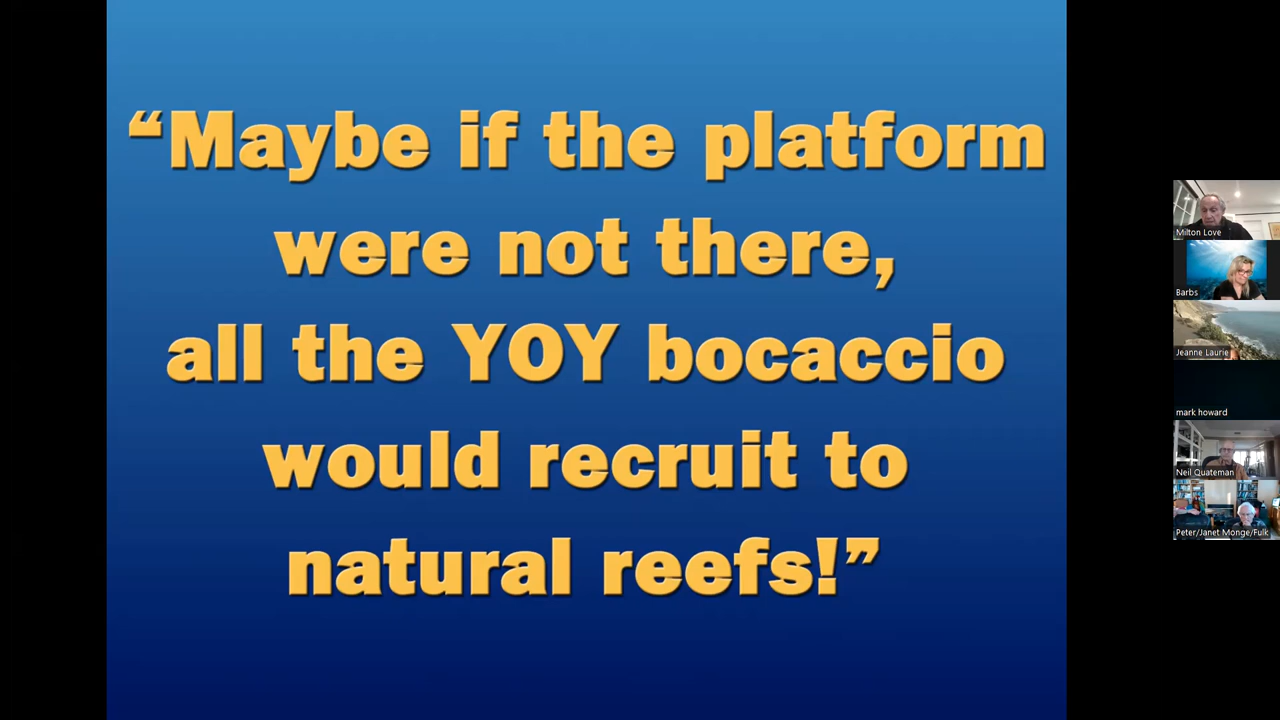 “Maybe if the platform
were not there,
all the YOY bocaccio
would recruit to
natural reefs!”
Milton Love
Barbs
Jeanne Laurie
mark howard
Neil Quateman
Peter/Janet Monge/Fulk